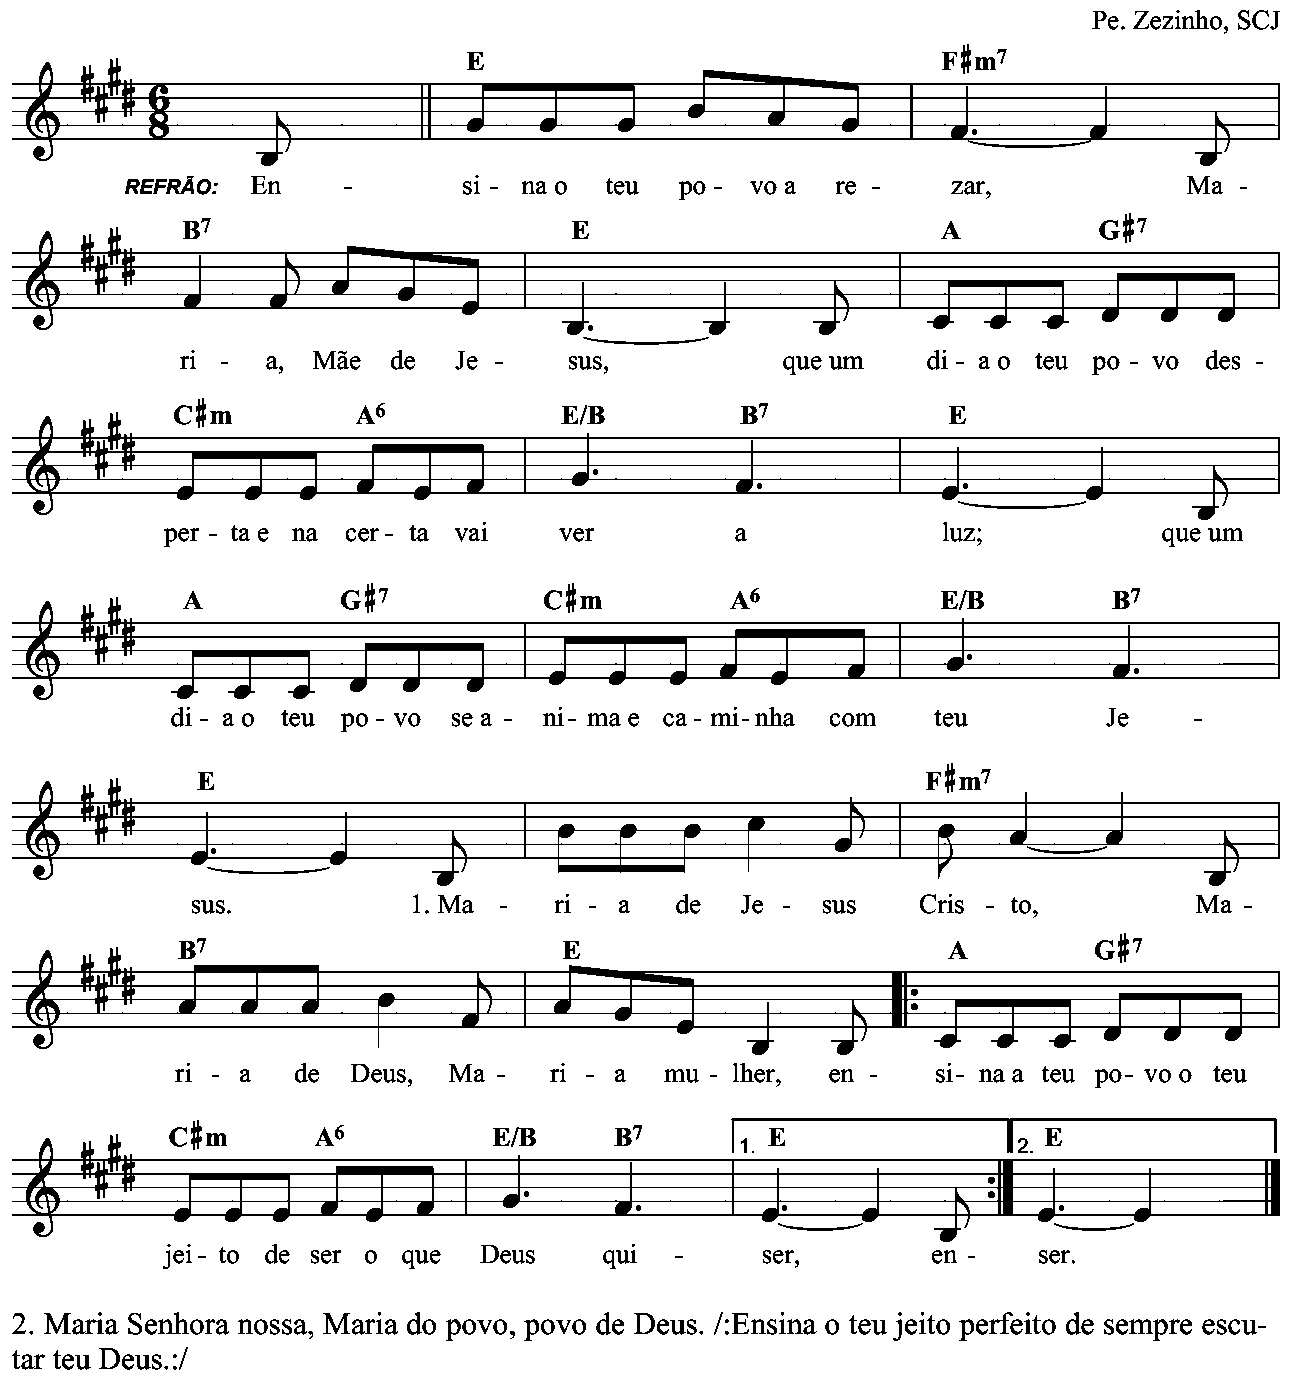 Pe. Zezinho, SCJ
E F#m7
6
8
REFRÃO: En - si - na o teu po - vo a re - zar, Ma -
B7 E A G#7
ri - a, Mãe de Je - sus, que um di - a o teu po - vo des -
C#m A6 E/B B7 E
per - ta e na cer - ta vai ver a luz; que um
A G#7 C#m A6 E/B B7
di - a o teu po - vo se a - ni - ma e ca - mi - nha com teu Je -
E F#m7
sus. 1. Ma - ri - a de Je - sus Cris - to, Ma -
B7 E A G#7
ri - a de Deus, Ma - ri - a mu - lher, en - si - na a teu po - vo o teu
C#m A6 E/B B7 1. E 2. E
jei - to de ser o que Deus qui - ser, en - ser.
2. Maria Senhora nossa, Maria do povo, povo de Deus. /:Ensina o teu jeito perfeito de sempre escu-
tar teu Deus.:/